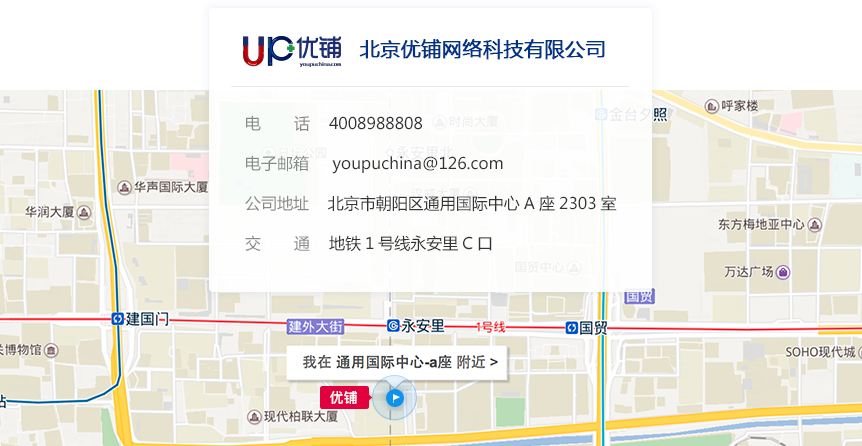 UP优铺
youpuchina.com
北京优铺网络科技有限公司
电 话 4008988808
电子邮箱 youpuchina@126.com
公司地址 北京市朝阳区通用国际中心 A 座 2303 室
交 通 地铁 1 号线永安里 C 口
呼家楼
金台夕照
时尚大厦
永安里北
华声国际大厦
华润大厦
东方梅地亚中心
国贸中心
万达广场
国贸
建国门
建外大街
永安里
1号线
国贸
博物馆
我在 通用国际中心-a座 附近 >
SOHO现代城
优铺
站
现代柏联大厦